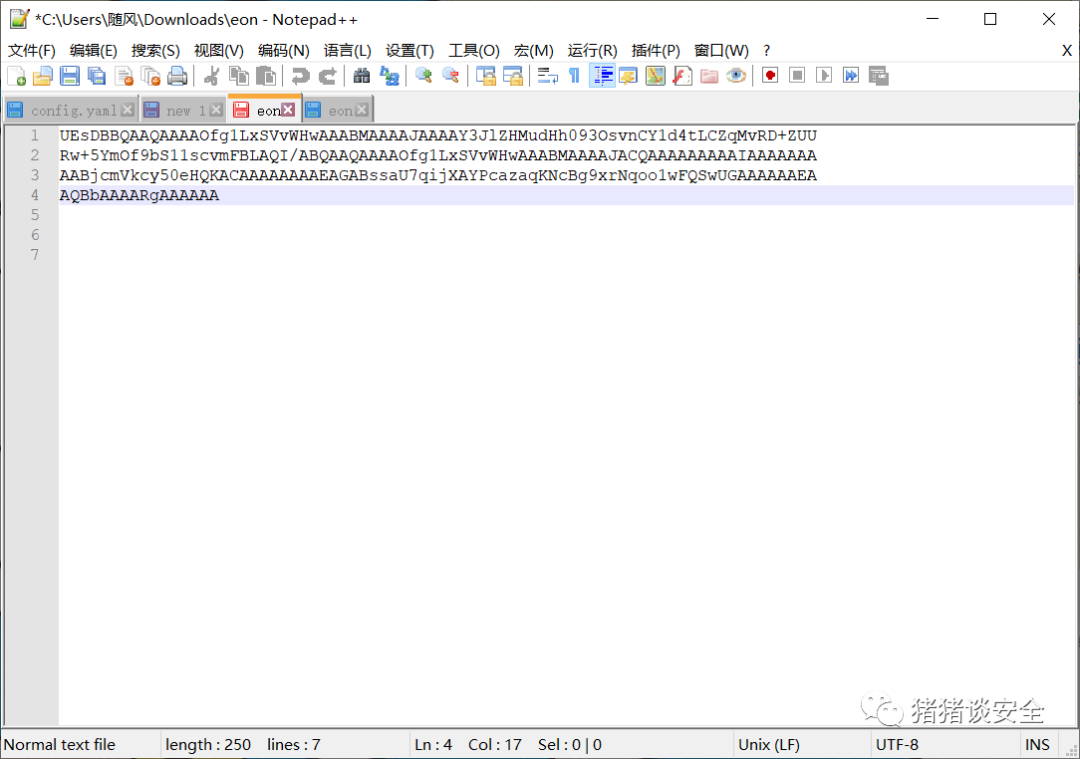 *C:\Users\随风\Downloads\eon - Notepad++
文件(F) 编辑(E) 搜索(S) 视图(V) 编码(N) 语言(L) 设置(T) 工具(O) 宏(M) 运行(R) 插件(P) 窗口(W) ? X
config.yaml new 1 eon eon
1 UEsDBBQAAQAAAAOfg1LxSVvWHwAAABMAAAAJAAAAY3J1ZHMudHh093OsvnCY1d4tLCZqMvRD+ZUU
2 Rw+5YmOf9bS11scvmFBLAQI/ABQAAQAAAAOfg1LxSVvWHwAAABMAAAAJACQAAAAAAAAAIAAAAAAA
3 AABjcmVkcy50eHQKACAAAAAAAAEAGABssaU7qijXAYPcazaqKNcBg9xrNqoo1wFQSwUGAAAAAAEA
4 AQBbAAAARgAAAAAA
5
6
7
猪猪谈安全
Normal text file length : 250 lines : 7 Ln : 4 Col : 17 Sel : 0 | 0 Unix (LF) UTF-8 INS